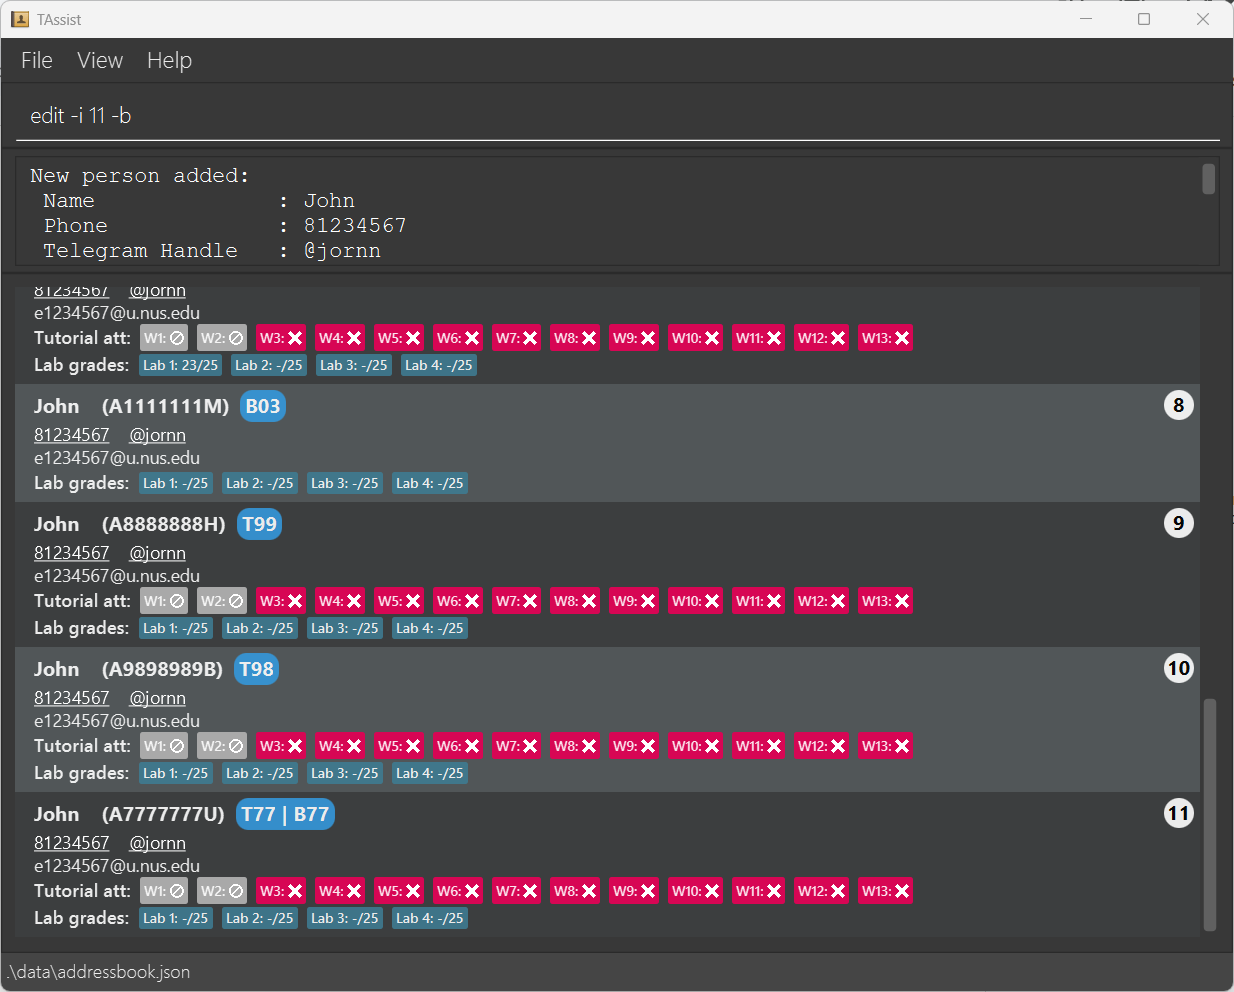 TAssist
File View Help
edit -i 11 -b
New person added:
Name : John
Phone : 81234567
Telegram Handle : @jornn
81234567 @jornn
e1234567@u.nus.edu
Tutorial att: W1: W2: W3: W4: W5: W6: W7: W8: W9: W10: W11: W12: W13:
Lab grades: Lab 1: 23/25 Lab 2: -/25 Lab 3: -/25 Lab 4: -/25
John (A1111111M) B03 8
81234567 @jornn
e1234567@u.nus.edu
Lab grades: Lab 1: -/25 Lab 2: -/25 Lab 3: -/25 Lab 4: -/25
John (A8888888H) T99 9
81234567 @jornn
e1234567@u.nus.edu
Tutorial att: W1: W2: W3: W4: W5: W6: W7: W8: W9: W10: W11: W12: W13:
Lab grades: Lab 1: -/25 Lab 2: -/25 Lab 3: -/25 Lab 4: -/25
John (A9898989B) T98 10
81234567 @jornn
e1234567@u.nus.edu
Tutorial att: W1: W2: W3: W4: W5: W6: W7: W8: W9: W10: W11: W12: W13:
Lab grades: Lab 1: -/25 Lab 2: -/25 Lab 3: -/25 Lab 4: -/25
John (A7777777U) T77 | B77 11
81234567 @jornn
e1234567@u.nus.edu
Tutorial att: W1: W2: W3: W4: W5: W6: W7: W8: W9: W10: W11: W12: W13:
Lab grades: Lab 1: -/25 Lab 2: -/25 Lab 3: -/25 Lab 4: -/25
.\data\addressbook.json